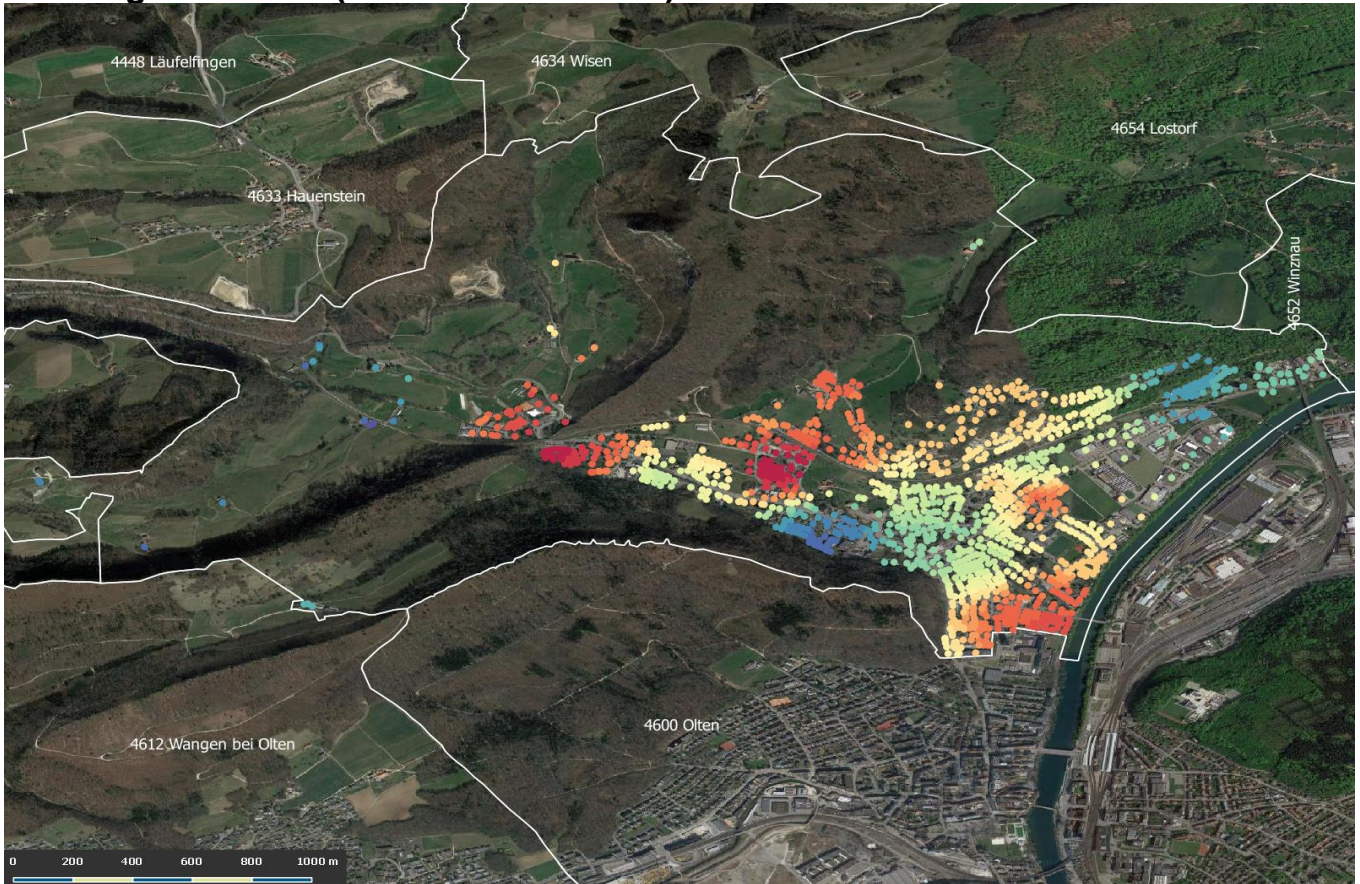 4448 Läufelfingen
4634 Wisen
4654 Lostorf
4633 Hauenstein
4652 Winznau
4612 Wangen bei Olten
4600 Olten
0 200 400 600 800 1000 m